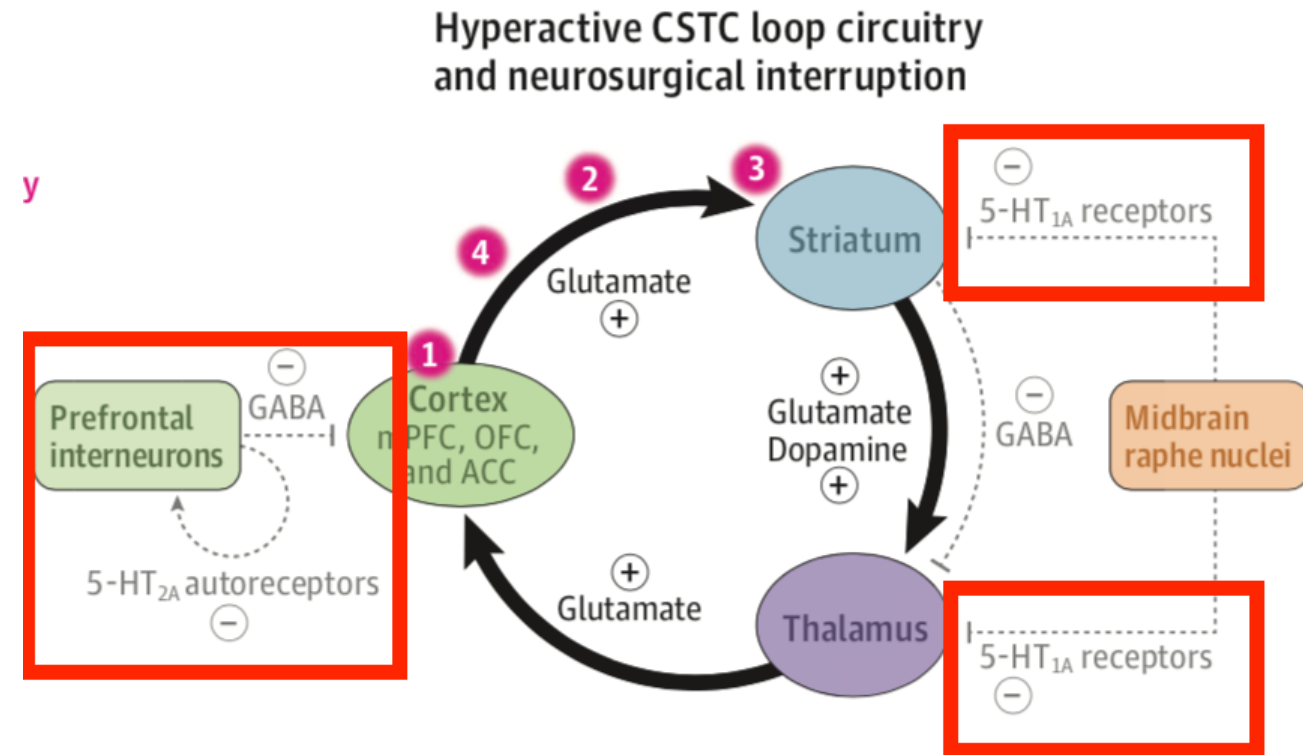 Hyperactive CSTC loop circuitry
and neurosurgical interruption
y
2
3
4
1
−
5-HT1A receptors
Striatum
Glutamate
+
−
GABA
Prefrontal
interneurons
Cortex
mPFC, OFC,
and ACC
+
Glutamate
Dopamine
+
−
GABA
Midbrain
raphe nuclei
5-HT2A autoreceptors
−
+
Glutamate
Thalamus
5-HT1A receptors
−